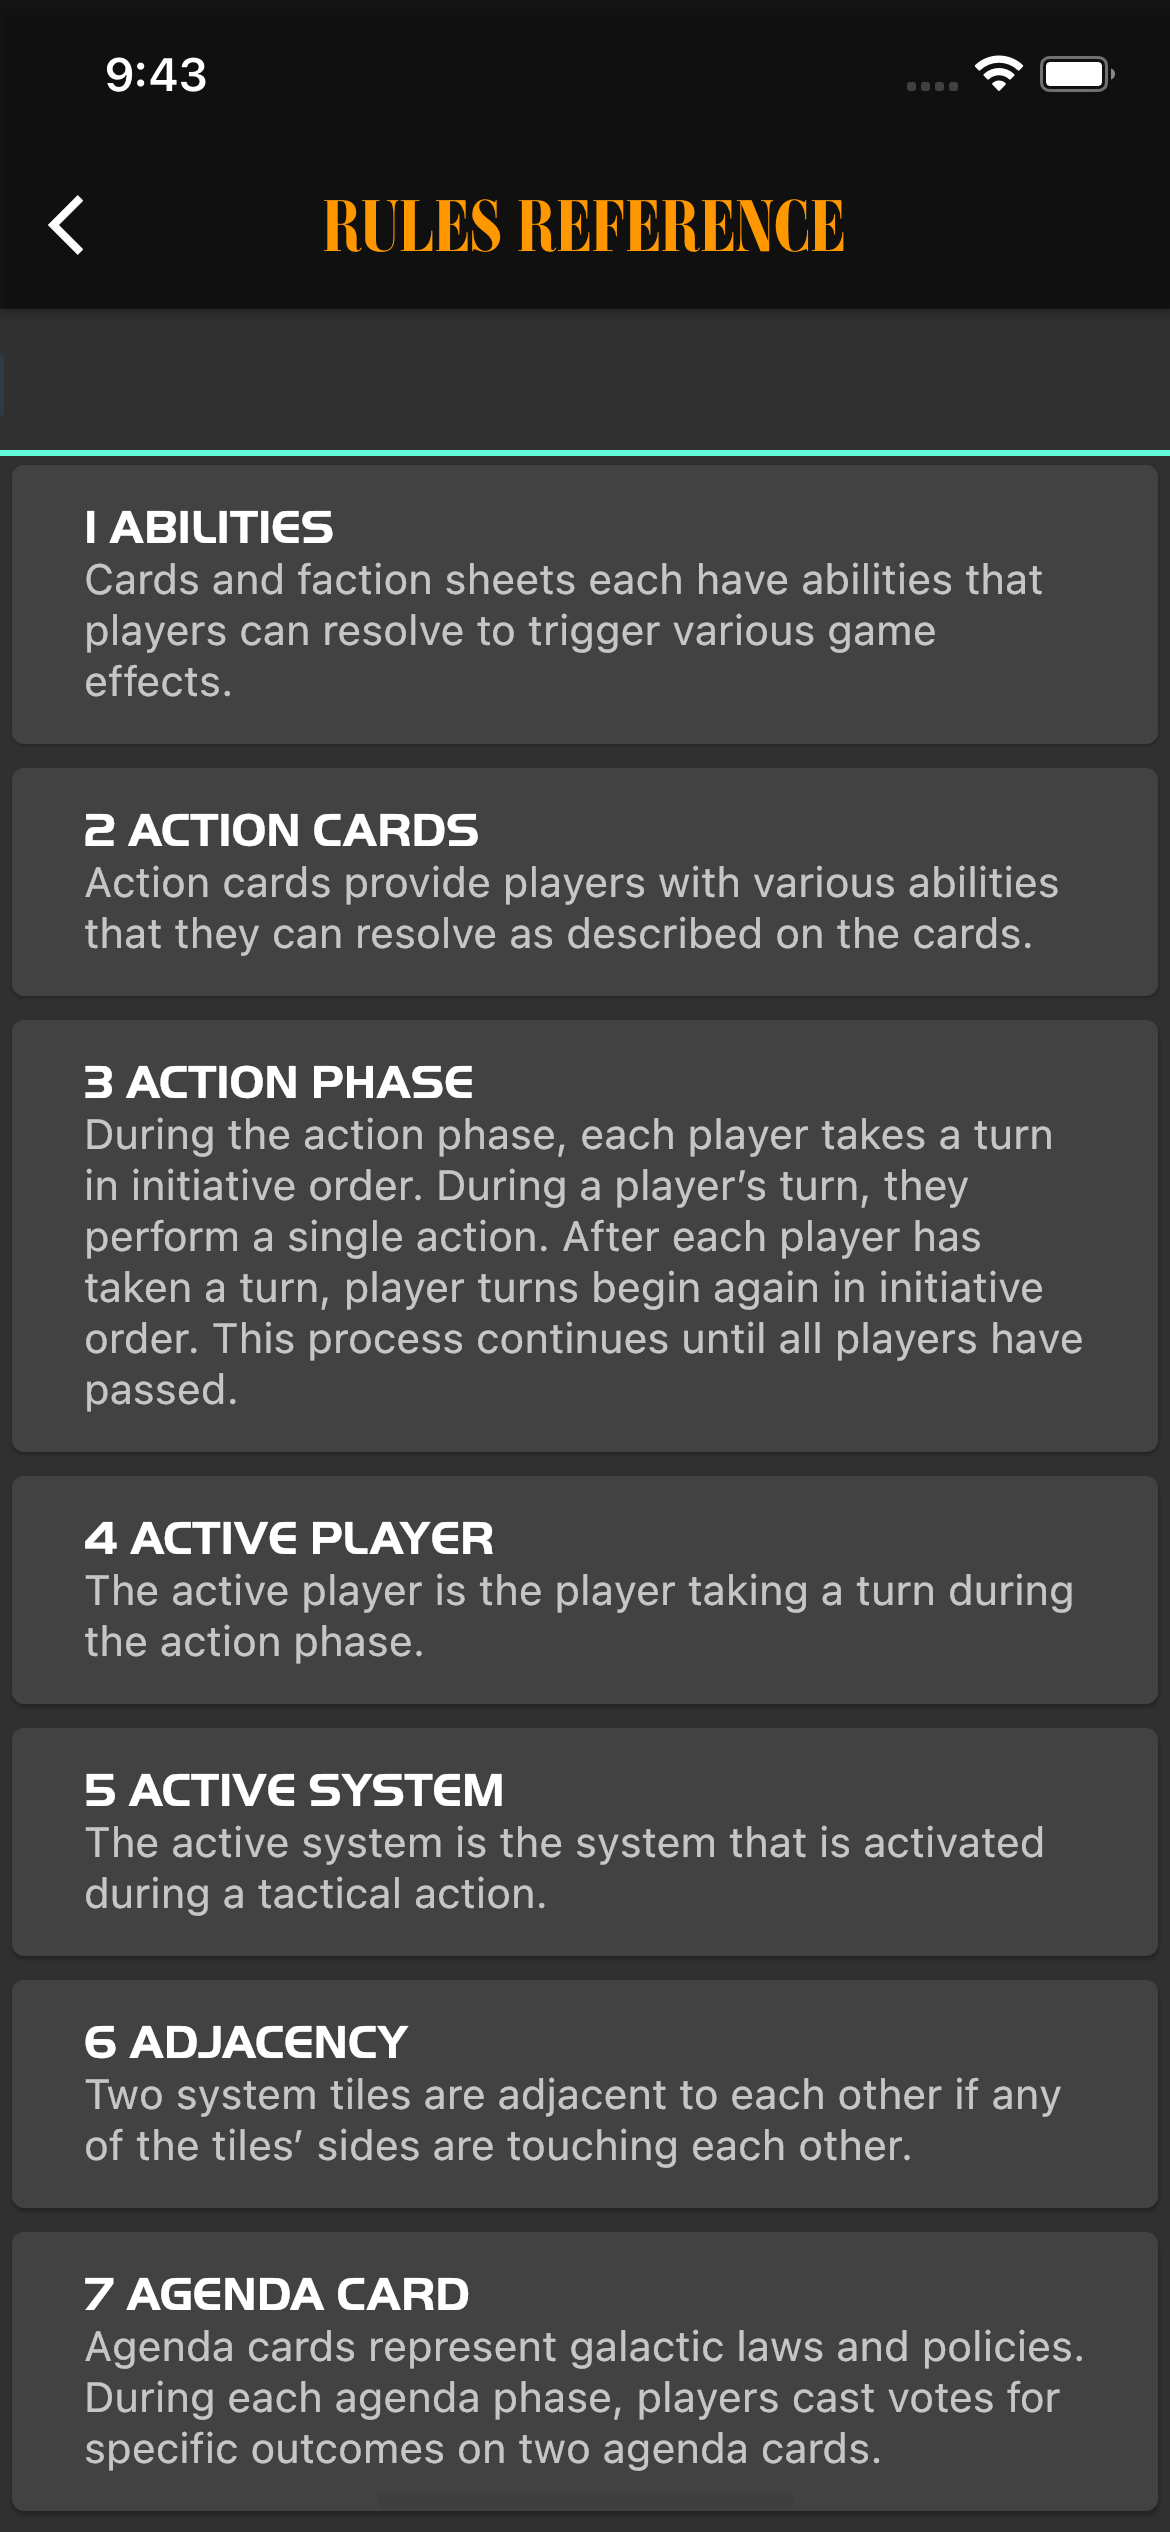 9:43
RULES REFERENCE
1 ABILITIES
Cards and faction sheets each have abilities that
players can resolve to trigger various game
effects.
2 ACTION CARDS
Action cards provide players with various abilities
that they can resolve as described on the cards.
3 ACTION PHASE
During the action phase, each player takes a turn
in initiative order. During a player’s turn, they
perform a single action. After each player has
taken a turn, player turns begin again in initiative
order. This process continues until all players have
passed.
4 ACTIVE PLAYER
The active player is the player taking a turn during
the action phase.
5 ACTIVE SYSTEM
The active system is the system that is activated
during a tactical action.
6 ADJACENCY
Two system tiles are adjacent to each other if any
of the tiles’ sides are touching each other.
7 AGENDA CARD
Agenda cards represent galactic laws and policies.
During each agenda phase, players cast votes for
specific outcomes on two agenda cards.